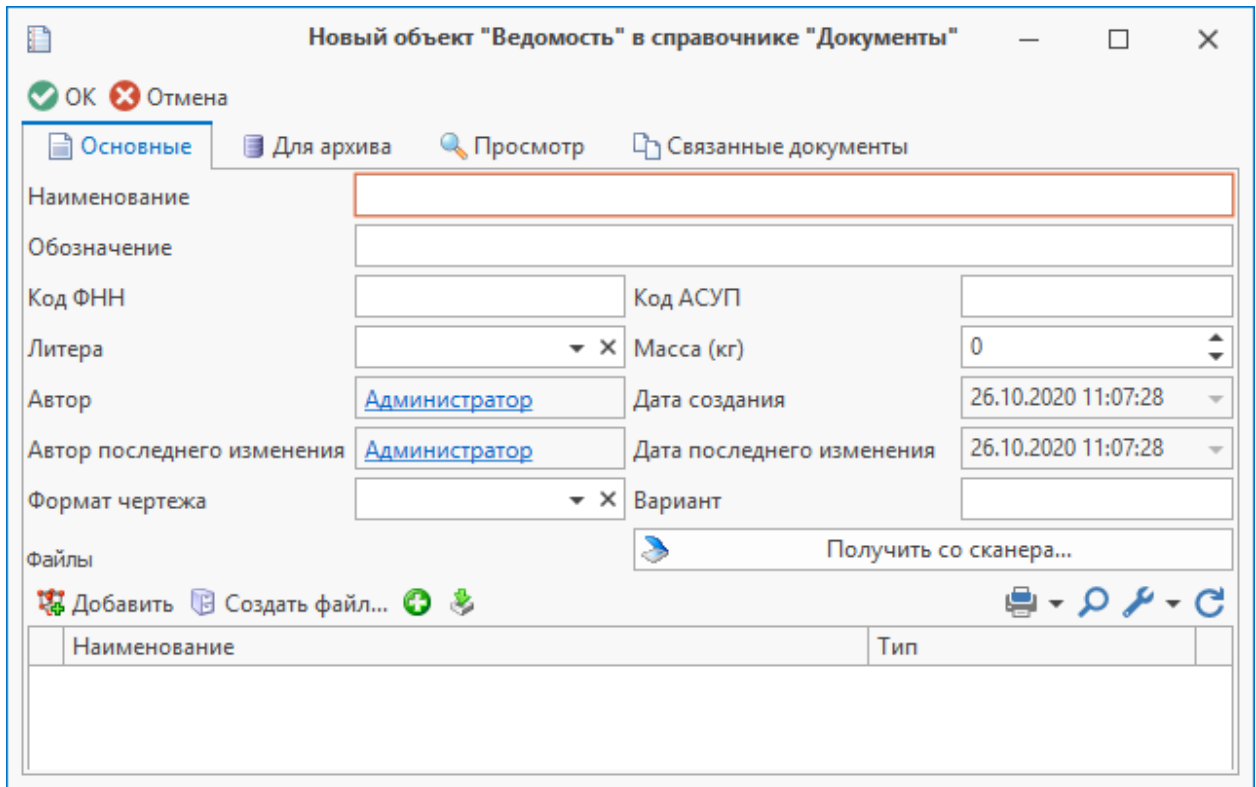 Новый объект "Ведомость" в справочнике "Документы"
ОК Отмена
Основные Для архива Просмотр Связанные документы
Наименование
Обозначение
Код ФНН Код АСУП
Литера Масса (кг) 0
Автор Администратор Дата создания 26.10.2020 11:07:28
Автор последнего изменения Администратор Дата последнего изменения 26.10.2020 11:07:28
Формат чертежа Вариант
Файлы Получить со сканера...
Добавить Создать файл...
Наименование Тип